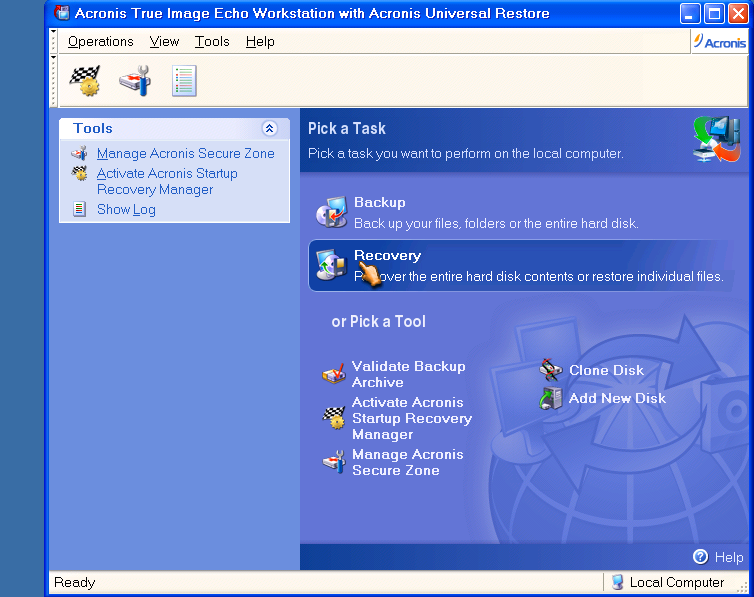 Acronis True Image Echo Workstation with Acronis Universal Restore
Operations View Tools Help
Acronis
Tools
Manage Acronis Secure Zone
Activate Acronis Startup
Recovery Manager
Show Log
Pick a Task
Pick a task you want to perform on the local computer.
Backup
Back up your files, folders or the entire hard disk.
Recovery
over the entire hard disk contents or restore individual files.
or Pick a Tool
Validate Backup
Archive
Activate Acronis
Startup Recovery
Manager
Manage Acronis
Secure Zone
Clone Disk
Add New Disk
Help
Ready
Local Computer